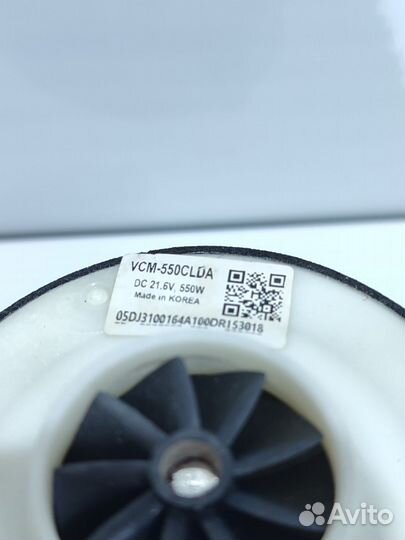 VCM-550CLDA
DC 21.6V, 550W
Made in KOREA
05DJ3100164A100DR153018
Avito